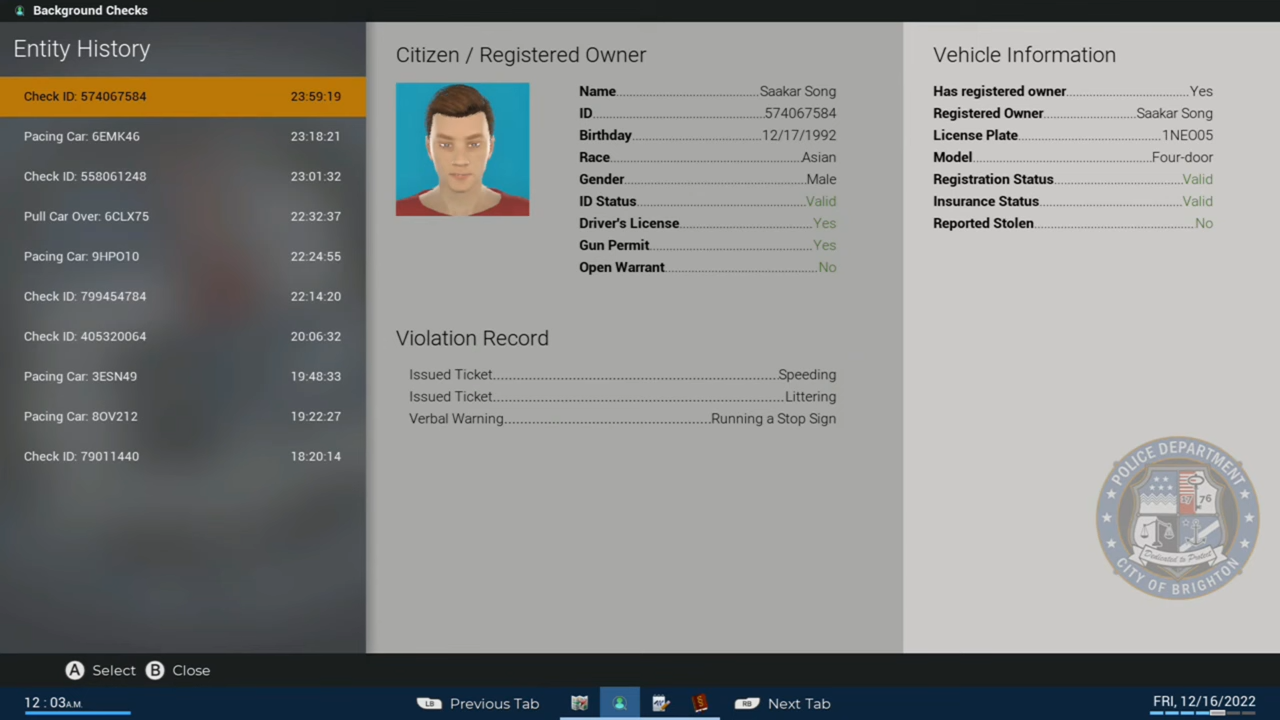 Background Checks
Entity History
Check ID: 574067584 23:59:19
Pacing Car: 6EMK46 23:18:21
Check ID: 558061248 23:01:32
Pull Car Over: 6CLX75 22:32:37
Pacing Car: 9HPO10 22:24:55
Check ID: 799454784 22:14:20
Check ID: 405320064 20:06:32
Pacing Car: 3ESN49 19:48:33
Pacing Car: 8OV212 19:22:27
Check ID: 79011440 18:20:14
Citizen / Registered Owner
Name Saakar Song
ID 574067584
Birthday 12/17/1992
Race Asian
Gender Male
ID Status Valid
Driver's License Yes
Gun Permit Yes
Open Warrant No
Violation Record
Issued Ticket Speeding
Issued Ticket Littering
Verbal Warning Running a Stop Sign
Vehicle Information
Has registered owner Yes
Registered Owner Saakar Song
License Plate 1NEO05
Model Four-door
Registration Status Valid
Insurance Status Valid
Reported Stolen No
POLICE DEPARTMENT
76
Dedicated to Protect
CITY OF BRIGHTON
A Select B Close
12 : 03 A.M.
LB Previous Tab
RB Next Tab
FRI, 12/16/2022